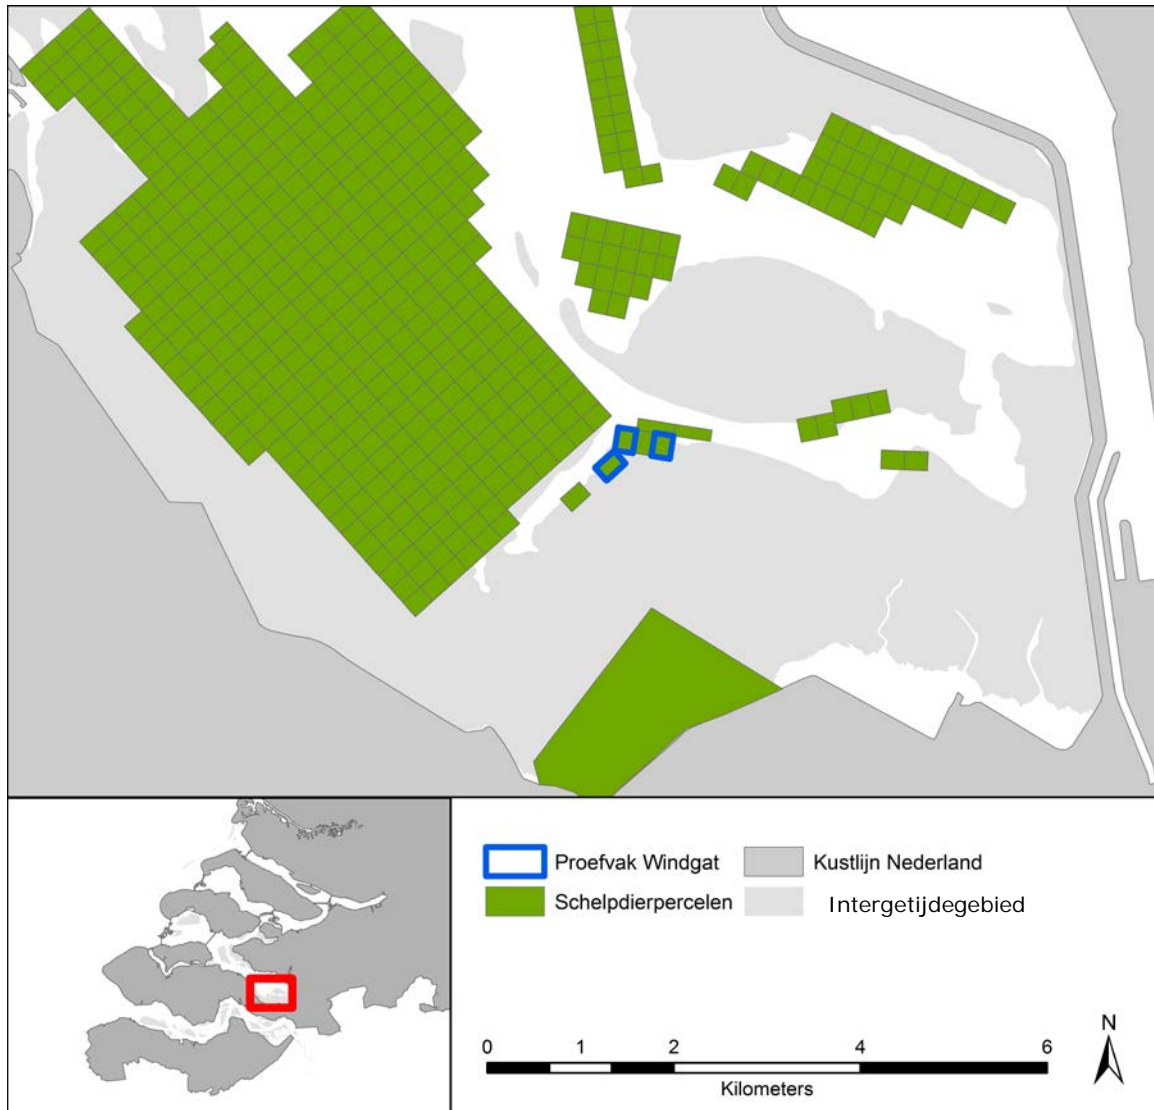 Proefvak Windgat
Kustlijn Nederland
Schelpdierpercelen
Intergetijdegebied
0 1 2 4 6
Kilometers
N